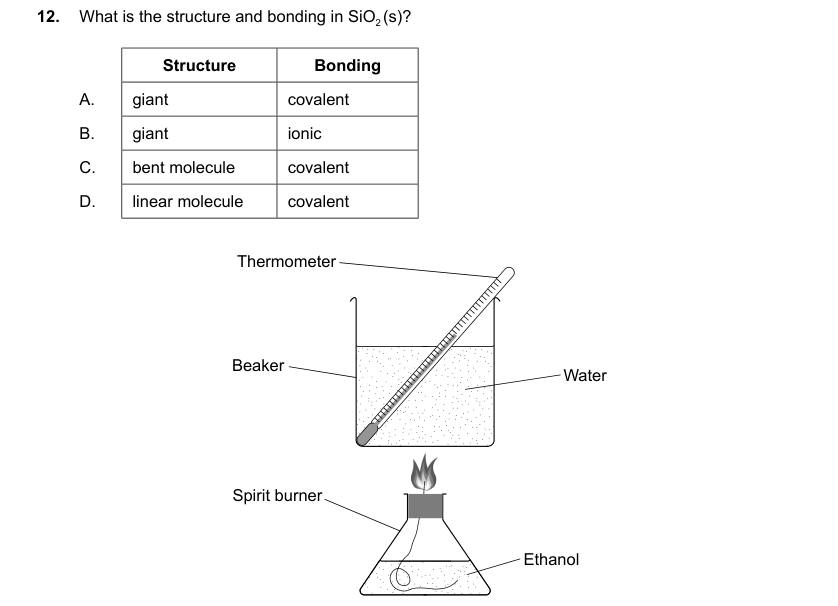 12. What is the structure and bonding in SiO₂ (s)?
Structure Bonding
A. giant covalent
B. giant ionic
C. bent molecule covalent
D. linear molecule covalent
Thermometer
Beaker
Water
Spirit burner
Ethanol